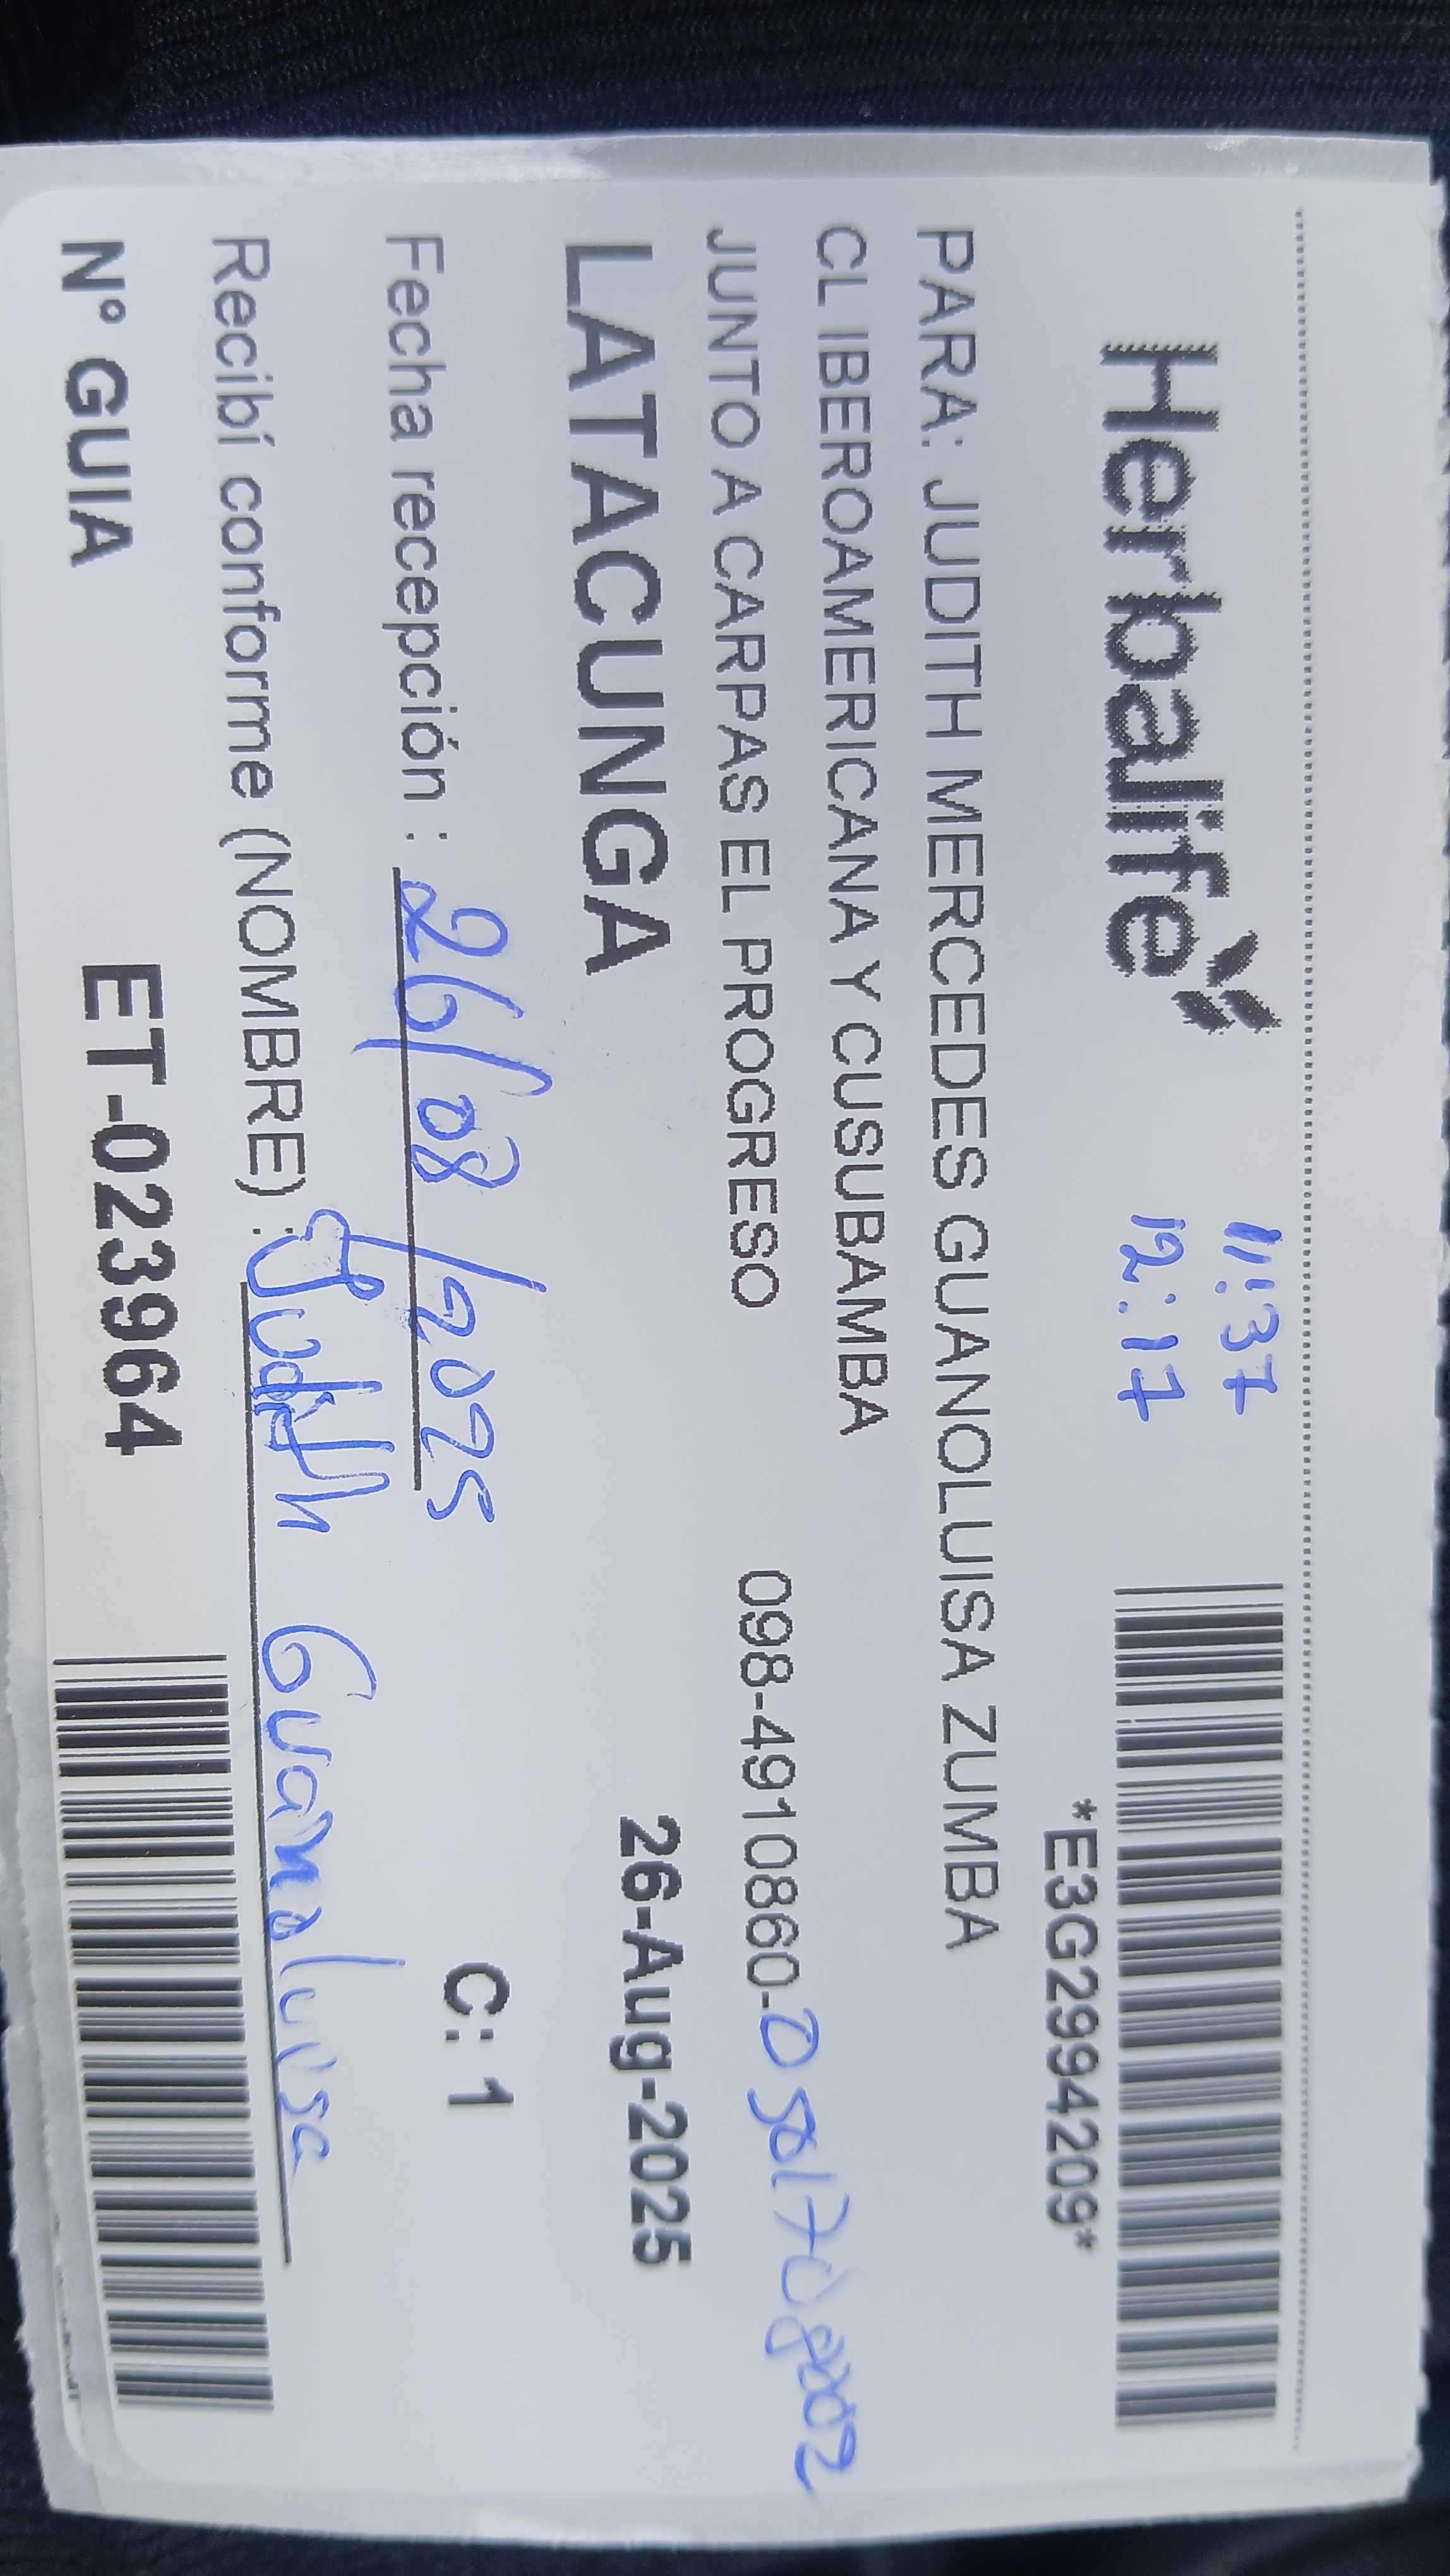 Herbalife
11:37
12:17
*E3G2994209*
PARA: JUDITH MERCEDES GUANOLUISA ZUMBA
CL IBEROAMERICANA Y CUSUBAMBA
JUNTO A CARPAS EL PROGRESO 098-4910860-
LATACUNGA 26-Aug-2025
Fecha recepción : 26/08/2025 C: 1
Recibí conforme (NOMBRE) : Judith Guanoluisa
N° GUIA ET-023964